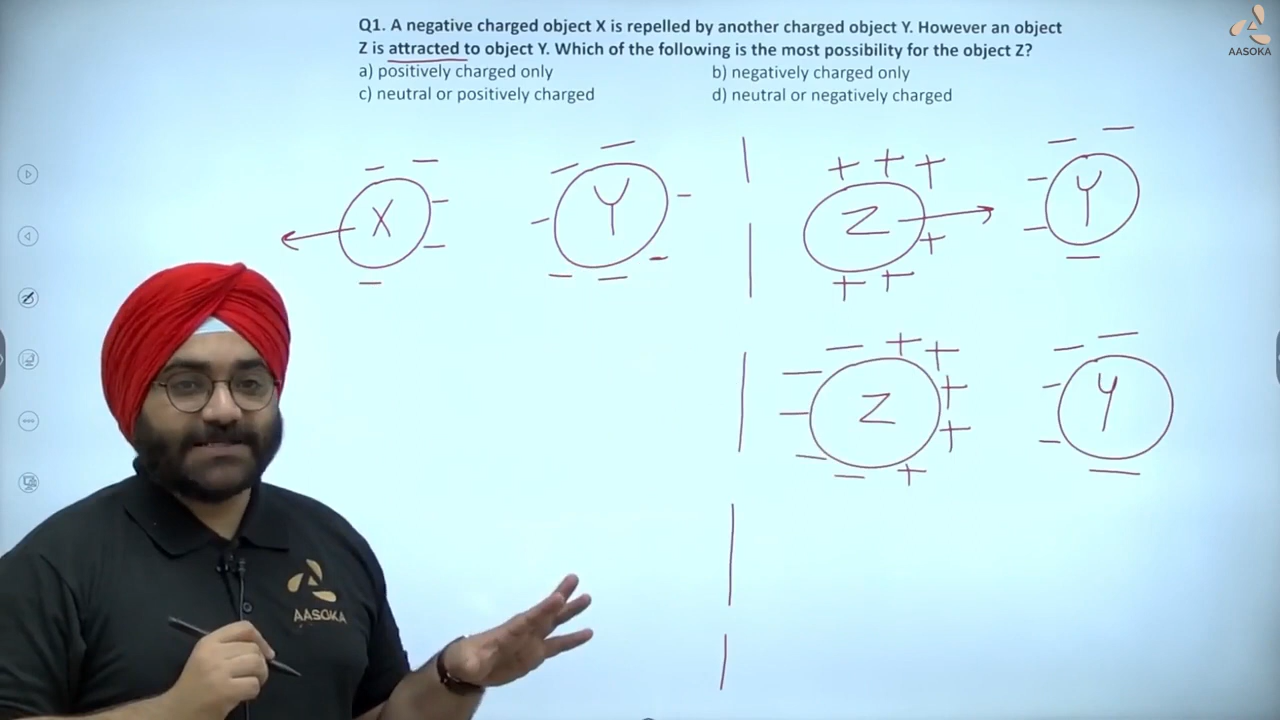 Q1. A negative charged object X is repelled by another charged object Y. However an object
Z is attracted to object Y. Which of the following is the most possibility for the object Z?
a) positively charged only
b) negatively charged only
c) neutral or positively charged
d) neutral or negatively charged
AASOKA
− − − − −
X
− − − − − − −
Y
+ + + + + +
Z
− − − − −
Y
− − − − − + + + + +
Z
− − − − −
Y
AASOKA